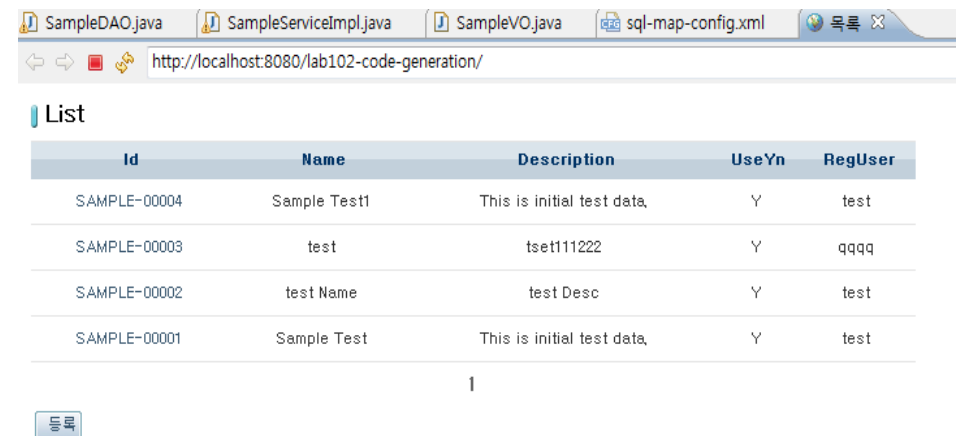 SampleDAO.java SampleServiceImpl.java SampleVO.java sql-map-config.xml 목록
http://localhost:8080/lab102-code-generation/
List
Id Name Description UseYn RegUser
SAMPLE-00004 Sample Test1 This is initial test data, Y test
SAMPLE-00003 test tset111222 Y qqqq
SAMPLE-00002 test Name test Desc Y test
SAMPLE-00001 Sample Test This is initial test data, Y test
1
등록